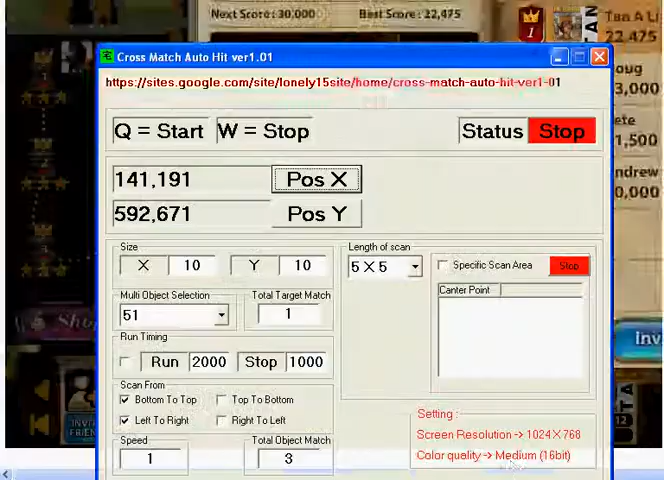 Next Score : 30,000
Best Score : 22,475
1
22,475
Cross Match Auto Hit ver1.01
https://sites.google.com/site/lonely15site/home/cross-match-auto-hit-ver1-01
Q = Start W = Stop Status Stop
141,191 Pos X
592,671 Pos Y
Size
X 10 Y 10
Length of scan
5 X 5
Specific Scan Area Stop
Canter Point
Multi Object Selection
51
Total Target Match
1
Run Timing
Run 2000 Stop 1000
Scan From
Bottom To Top Top To Bottom
Left To Right Right To Left
Speed
1
Total Object Match
3
Setting :
Screen Resolution -> 1024X768
Color quality -> Medium (16bit)